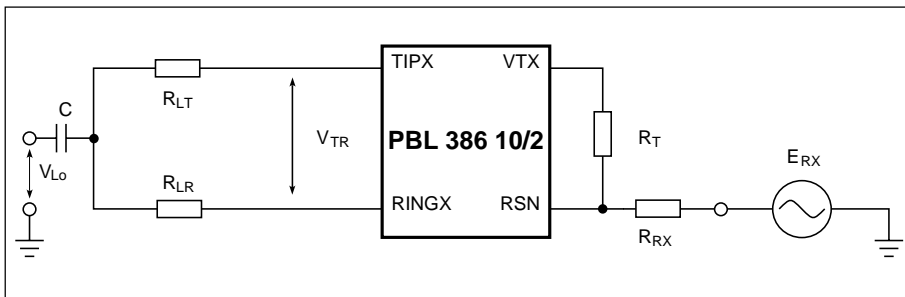 TIPX
VTX
C
R_LT
V_TR
PBL 386 10/2
R_T
E_RX
V_Lo
R_LR
RINGX
RSN
R_RX